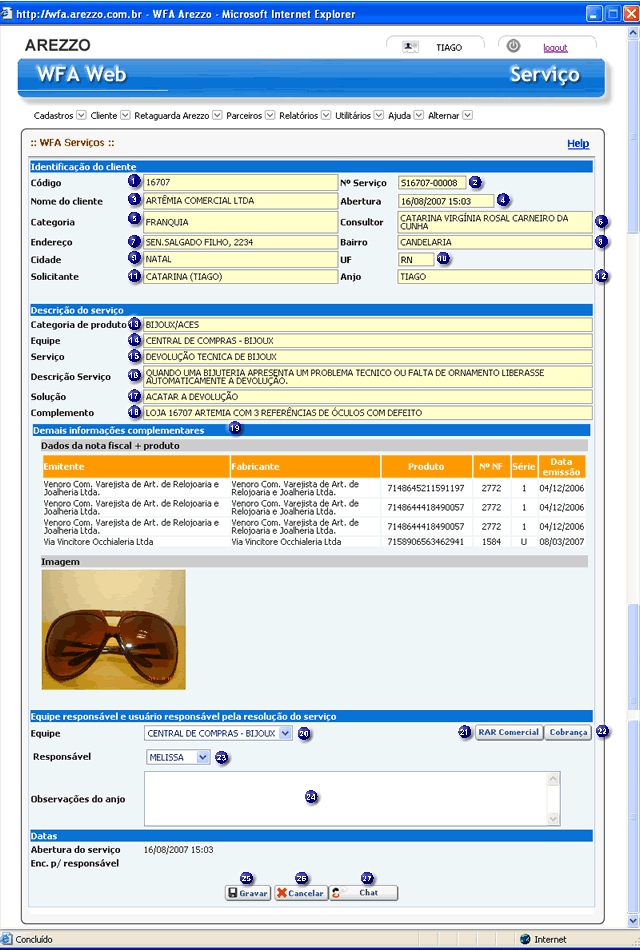 http://wfa.arezzo.com.br - WFA Arezzo - Microsoft Internet Explorer
AREZZO
TIAGO
logout
WFA Web
Serviço
Cadastros Cliente Retaguarda Arezzo Parceiros Relatórios Utilitários Ajuda Alternar
:: WFA Serviços ::
Help
Identificação do cliente
Código 1 16707 Nº Serviço S16707-00008 2
Nome do cliente 3 ARTÊMIA COMERCIAL LTDA Abertura 16/08/2007 15:03 4
Categoria 5 FRANQUIA Consultor CATARINA VIRGÍNIA ROSAL CARNEIRO DA CUNHA 6
Endereço 7 SEN.SALGADO FILHO, 2234 Bairro CANDELARIA 8
Cidade 9 NATAL UF RN 10
Solicitante 11 CATARINA (TIAGO) Anjo TIAGO 12
Descrição do serviço
Categoria de produto 13 BIJOUX/ACES
Equipe 14 CENTRAL DE COMPRAS - BIJOUX
Serviço 15 DEVOLUÇÃO TECNICA DE BIJOUX
Descrição Serviço 16 QUANDO UMA BIJUTERIA APRESENTA UM PROBLEMA TECNICO OU FALTA DE ORNAMENTO LIBERASSE
AUTOMATICAMENTE A DEVOLUÇÃO.
Solução 17 ACATAR A DEVOLUÇÃO
Complemento 18 LOJA 16707 ARTEMIA COM 3 REFERÊNCIAS DE ÓCULOS COM DEFEITO
Demais informações complementares 19
Dados da nota fiscal + produto
Emitente Fabricante Produto Nº NF Série Data emissão
Venoro Com. Varejista de Art. de Relojoaria e Joalheria Ltda. Venoro Com. Varejista de Art. de Relojoaria e Joalheria Ltda. 7148645211591197 2772 1 04/12/2006
Venoro Com. Varejista de Art. de Relojoaria e Joalheria Ltda. Venoro Com. Varejista de Art. de Relojoaria e Joalheria Ltda. 7148644418490057 2772 1 04/12/2006
Venoro Com. Varejista de Art. de Relojoaria e Joalheria Ltda. Venoro Com. Varejista de Art. de Relojoaria e Joalheria Ltda. 7148644418490057 2772 1 04/12/2006
Via Vincitore Occhialeria Ltda Via Vincitore Occhialeria Ltda 7158906563462941 1584 U 08/03/2007
Imagem
Equipe responsável e usuário responsável pela resolução do serviço
Equipe CENTRAL DE COMPRAS - BIJOUX 20 21 RAR Comercial Cobrança 22
Responsável MELISSA 23
Observações do anjo 24
Datas
Abertura do serviço 16/08/2007 15:03
Enc. p/ responsável
25 26 27
Gravar Cancelar Chat
Concluído Internet